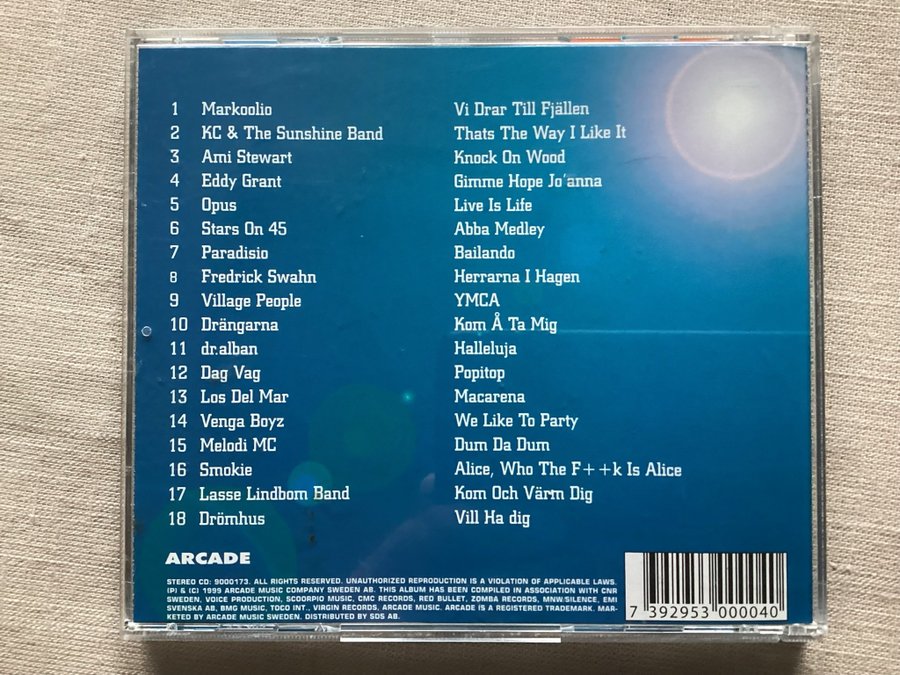 1 Markoolio Vi Drar Till Fjällen
2 KC & The Sunshine Band Thats The Way I Like It
3 Ami Stewart Knock On Wood
4 Eddy Grant Gimme Hope Jo'anna
5 Opus Live Is Life
6 Stars On 45 Abba Medley
7 Paradisio Bailando
8 Fredrick Swahn Herrarna I Hagen
9 Village People YMCA
10 Drängarna Kom Å Ta Mig
11 dr.alban Halleluja
12 Dag Vag Popitop
13 Los Del Mar Macarena
14 Venga Boyz We Like To Party
15 Melodi MC Dum Da Dum
16 Smokie Alice, Who The F++k Is Alice
17 Lasse Lindbom Band Kom Och Värm Dig
18 Drömhus Vill Ha dig
ARCADE
STEREO CD: 9000173. ALL RIGHTS RESERVED. UNAUTHORIZED REPRODUCTION IS A VIOLATION OF APPLICABLE LAWS.
(P) & (C) 1999 ARCADE MUSIC COMPANY SWEDEN AB. THIS ALBUM HAS BEEN COMPILED IN ASSOCIATION WITH CNR
SWEDEN, VOICE PRODUCTION, SCOORPIO MUSIC, CMC RECORDS, RED BULLET, ZOMBA RECORDS, MNW:SILENCE, EMI
SVENSKA AB, BMG MUSIC, TOCO INT., VIRGIN RECORDS, ARCADE MUSIC. ARCADE IS A REGISTERED TRADEMARK. MAR-
KETED BY ARCADE MUSIC SWEDEN. DISTRIBUTED BY SDS AB.
7 392953 000040